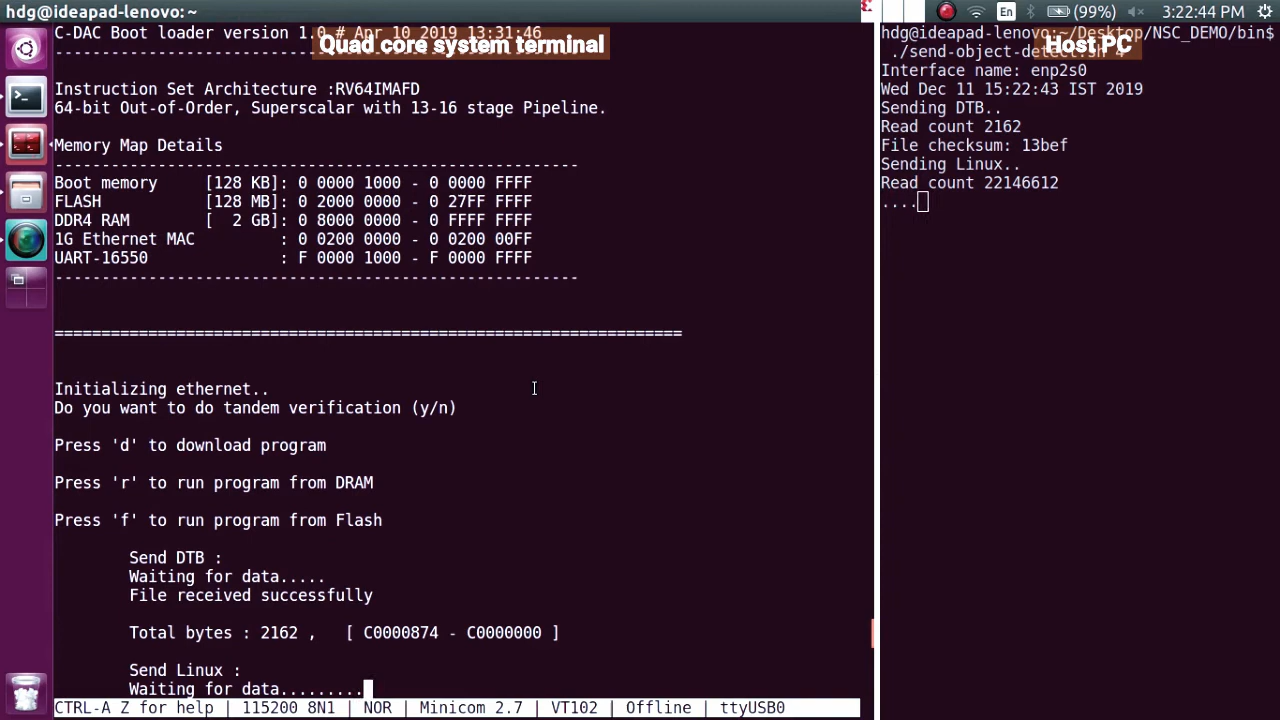 hdg@ideapad-lenovo: ~
En
(99%)
3:22:44 PM
C-DAC Boot loader version 1.0 # Apr 10 2019 13:31:46
Quad core system terminal
-----------------------------------------------------
Instruction Set Architecture :RV64IMAFD
64-bit Out-of-Order, Superscalar with 13-16 stage Pipeline.
Memory Map Details
--------------------------------------------------------
Boot memory     [128 KB]: 0 0000 1000 - 0 0000 FFFF
FLASH           [128 MB]: 0 2000 0000 - 0 27FF FFFF
DDR4 RAM        [  2 GB]: 0 8000 0000 - 0 FFFF FFFF
1G Ethernet MAC         : 0 0200 0000 - 0 0200 00FF
UART-16550              : F 0000 1000 - F 0000 FFFF
--------------------------------------------------------
===================================================================
Initializing ethernet..
Do you want to do tandem verification (y/n)
Press 'd' to download program
Press 'r' to run program from DRAM
Press 'f' to run program from Flash
Send DTB :
Waiting for data.....
File received successfully
Total bytes : 2162 ,   [ C0000874 - C0000000 ]
Send Linux :
Waiting for data.........
CTRL-A Z for help | 115200 8N1 | NOR | Minicom 2.7 | VT102 | Offline | ttyUSB0
hdg@ideapad-lenovo:~/Desktop/NSC_DEMO/bin$
./send-object-detect.sh 4
Host PC
Interface name: enp2s0
Wed Dec 11 15:22:43 IST 2019
Sending DTB..
Read count 2162
File checksum: 13bef
Sending Linux..
Read count 22146612
....